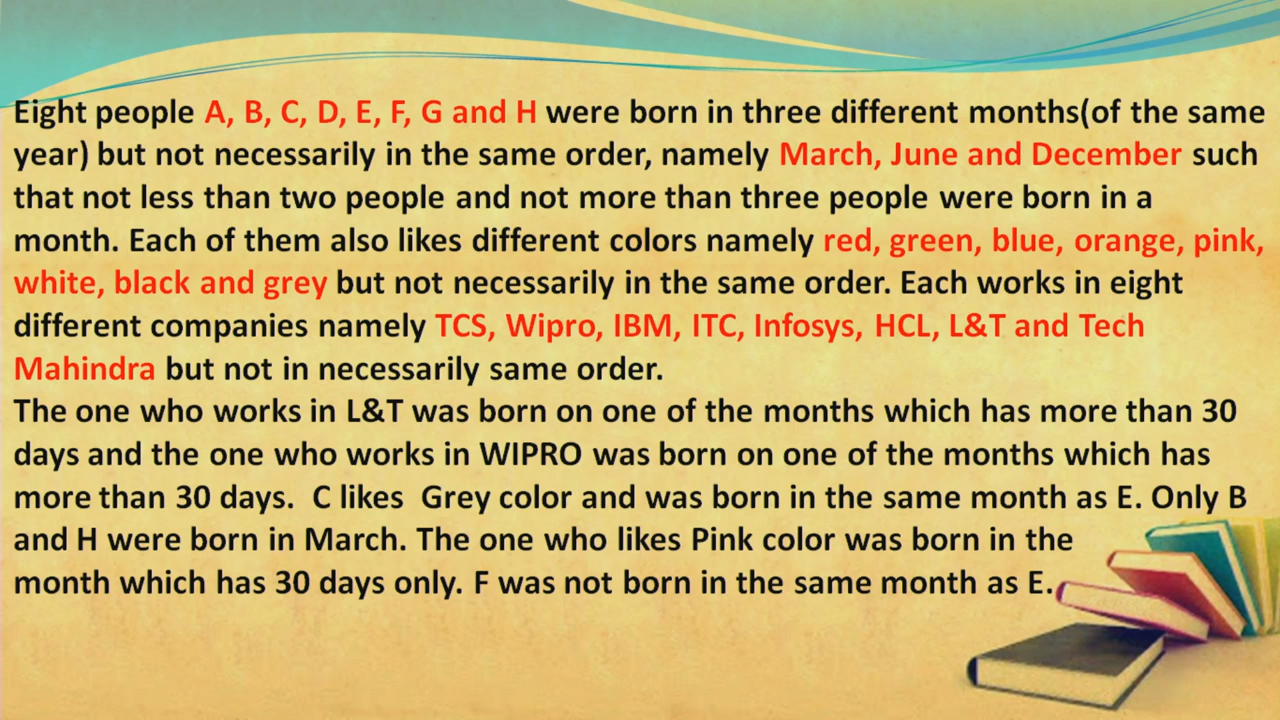 Eight people A, B, C, D, E, F, G and H were born in three different months(of the same
year) but not necessarily in the same order, namely March, June and December such
that not less than two people and not more than three people were born in a
month. Each of them also likes different colors namely red, green, blue, orange, pink,
white, black and grey but not necessarily in the same order. Each works in eight
different companies namely TCS, Wipro, IBM, ITC, Infosys, HCL, L&T and Tech
Mahindra but not in necessarily same order.
The one who works in L&T was born on one of the months which has more than 30
days and the one who works in WIPRO was born on one of the months which has
more than 30 days. C likes Grey color and was born in the same month as E. Only B
and H were born in March. The one who likes Pink color was born in the
month which has 30 days only. F was not born in the same month as E.